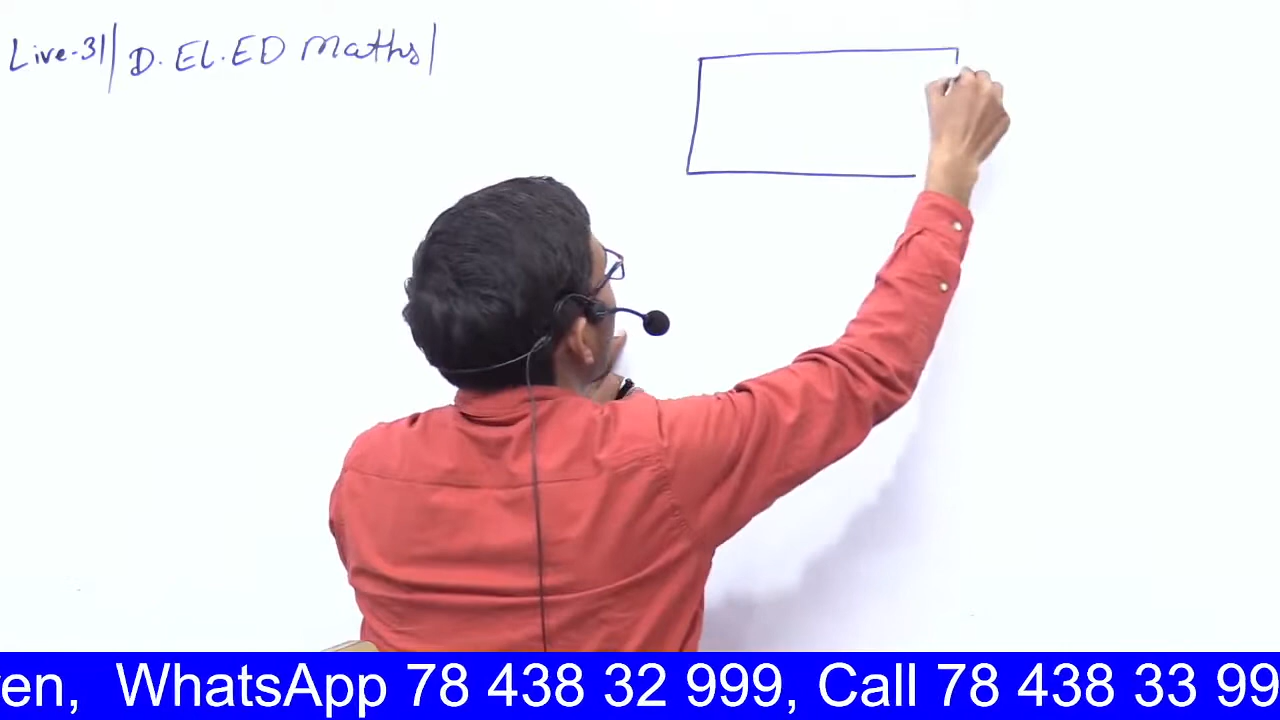 Live-31| D.EL.ED Maths|
en, WhatsApp 78 438 32 999, Call 78 438 33 99